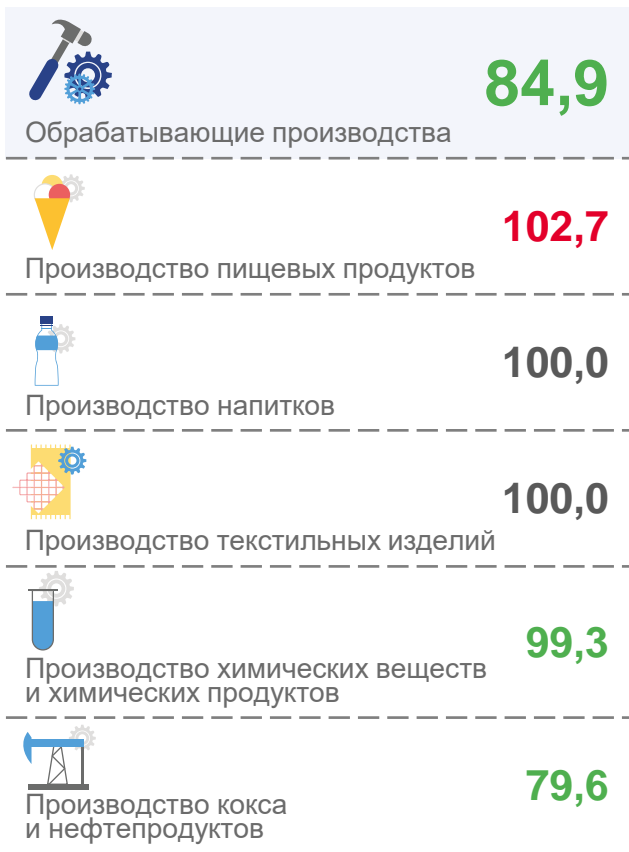 84,9
Обрабатывающие производства
102,7
Производство пищевых продуктов
100,0
Производство напитков
100,0
Производство текстильных изделий
99,3
Производство химических веществ
и химических продуктов
79,6
Производство кокса
и нефтепродуктов